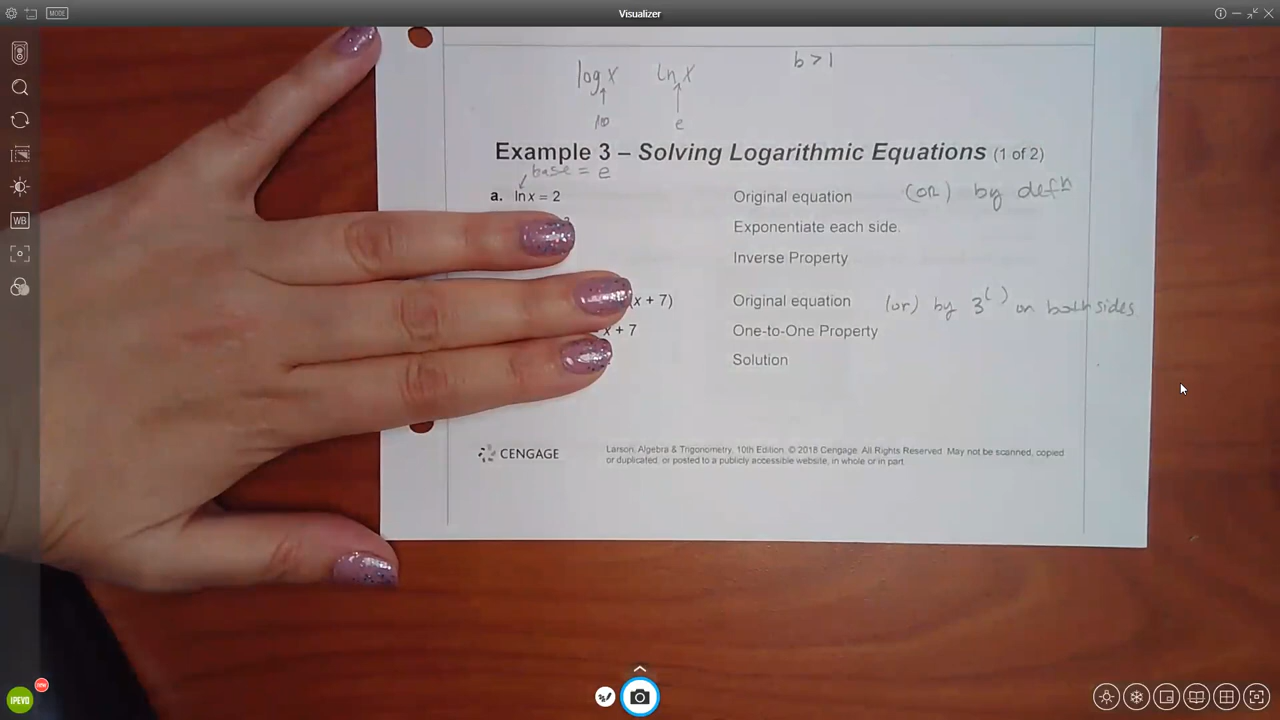 MODE
Visualizer
b > 1
log x ln x
10 e
Example 3 – Solving Logarithmic Equations (1 of 2)
base = e
a. ln x = 2 Original equation (or) by defn
Exponentiate each side.
Inverse Property
(x + 7) Original equation (or) by 3^( ) on both sides
x + 7 One-to-One Property
Solution
CENGAGE
Larson, Algebra & Trigonometry, 10th Edition. © 2018 Cengage. All Rights Reserved. May not be scanned, copied
or duplicated, or posted to a publicly accessible website, in whole or in part.
WB
new
IPEVO